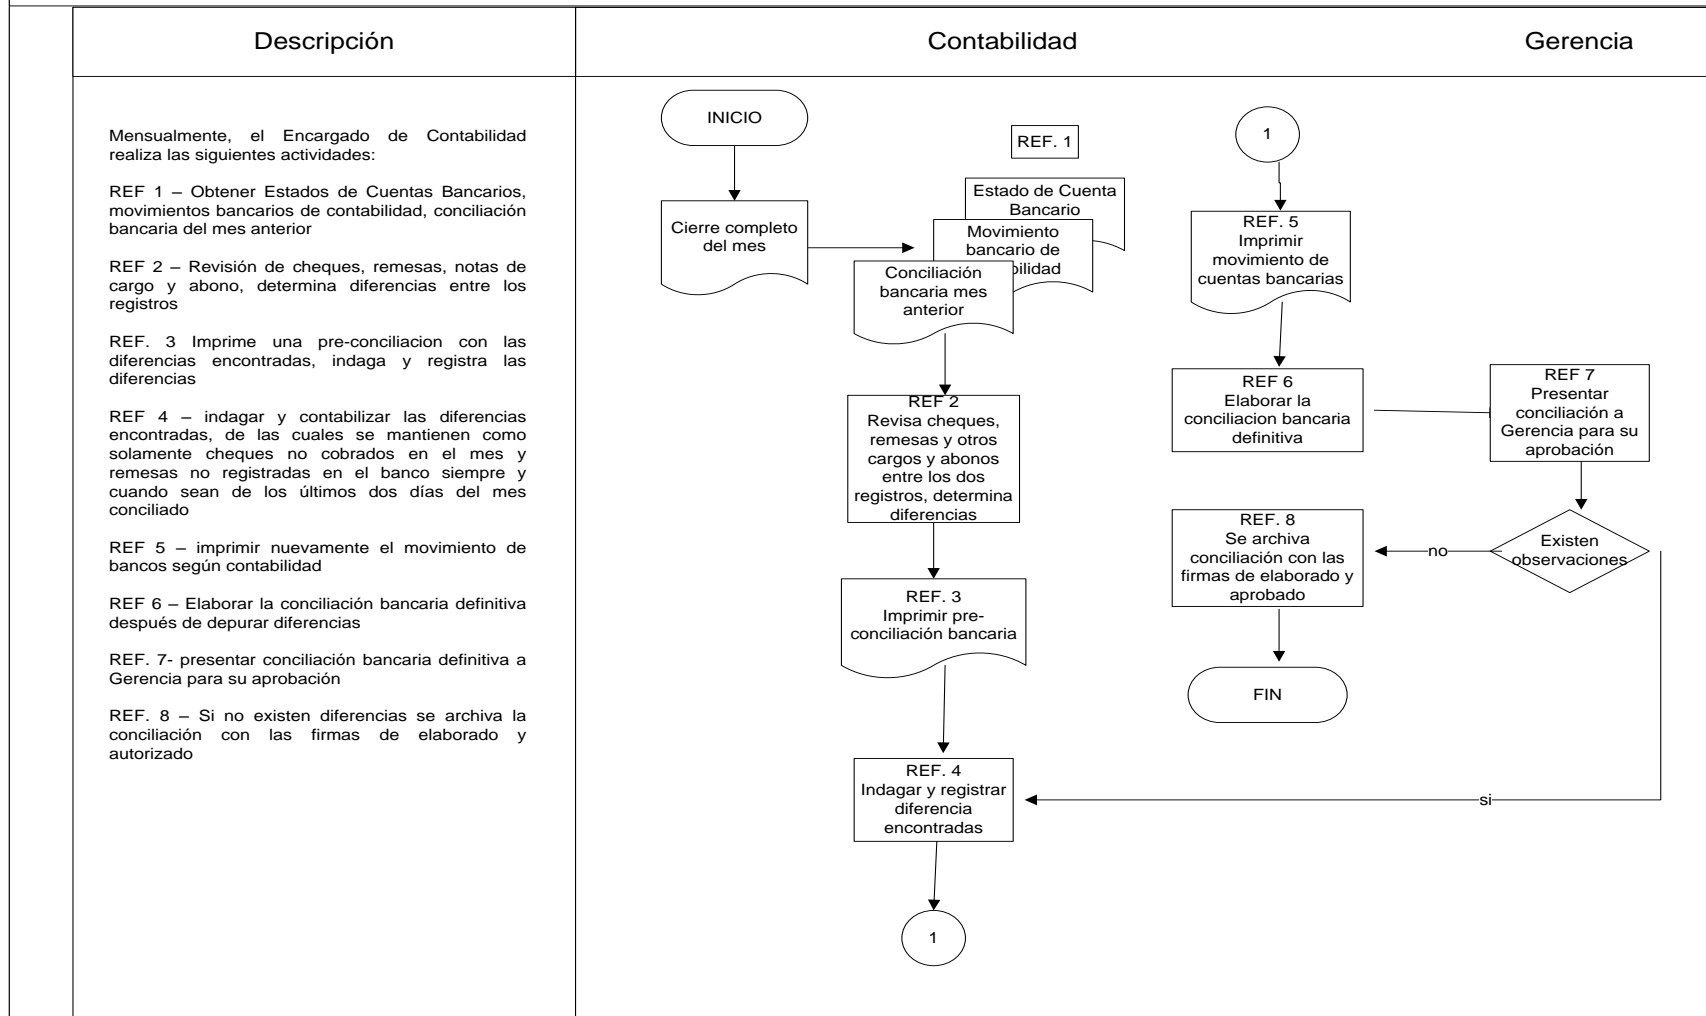 Descripción
Contabilidad
Gerencia
Mensualmente, el Encargado de Contabilidad
realiza las siguientes actividades:
REF 1 – Obtener Estados de Cuentas Bancarios,
movimientos bancarios de contabilidad, conciliación
bancaria del mes anterior
REF 2 – Revisión de cheques, remesas, notas de
cargo y abono, determina diferencias entre los
registros
REF. 3 Imprime una pre-conciliacion con las
diferencias encontradas, indaga y registra las
diferencias
REF 4 – indagar y contabilizar las diferencias
encontradas, de las cuales se mantienen como
solamente cheques no cobrados en el mes y
remesas no registradas en el banco siempre y
cuando sean de los últimos dos días del mes
conciliado
REF 5 – imprimir nuevamente el movimiento de
bancos según contabilidad
REF 6 – Elaborar la conciliación bancaria definitiva
después de depurar diferencias
REF. 7- presentar conciliación bancaria definitiva a
Gerencia para su aprobación
REF. 8 – Si no existen diferencias se archiva la
conciliación con las firmas de elaborado y
autorizado
INICIO
Cierre completo
del mes
REF. 1
Estado de Cuenta
Bancario
Movimiento
bancario de
bilidad
Conciliación
bancaria mes
anterior
REF 2
Revisa cheques,
remesas y otros
cargos y abonos
entre los dos
registros, determina
diferencias
REF. 3
Imprimir pre-
conciliación bancaria
REF. 4
Indagar y registrar
diferencia
encontradas
1
1
REF. 5
Imprimir
movimiento de
cuentas bancarias
REF 6
Elaborar la
conciliacion bancaria
definitiva
REF 7
Presentar
conciliación a
Gerencia para su
aprobación
Existen
observaciones
no
REF. 8
Se archiva
conciliación con las
firmas de elaborado y
aprobado
FIN
si